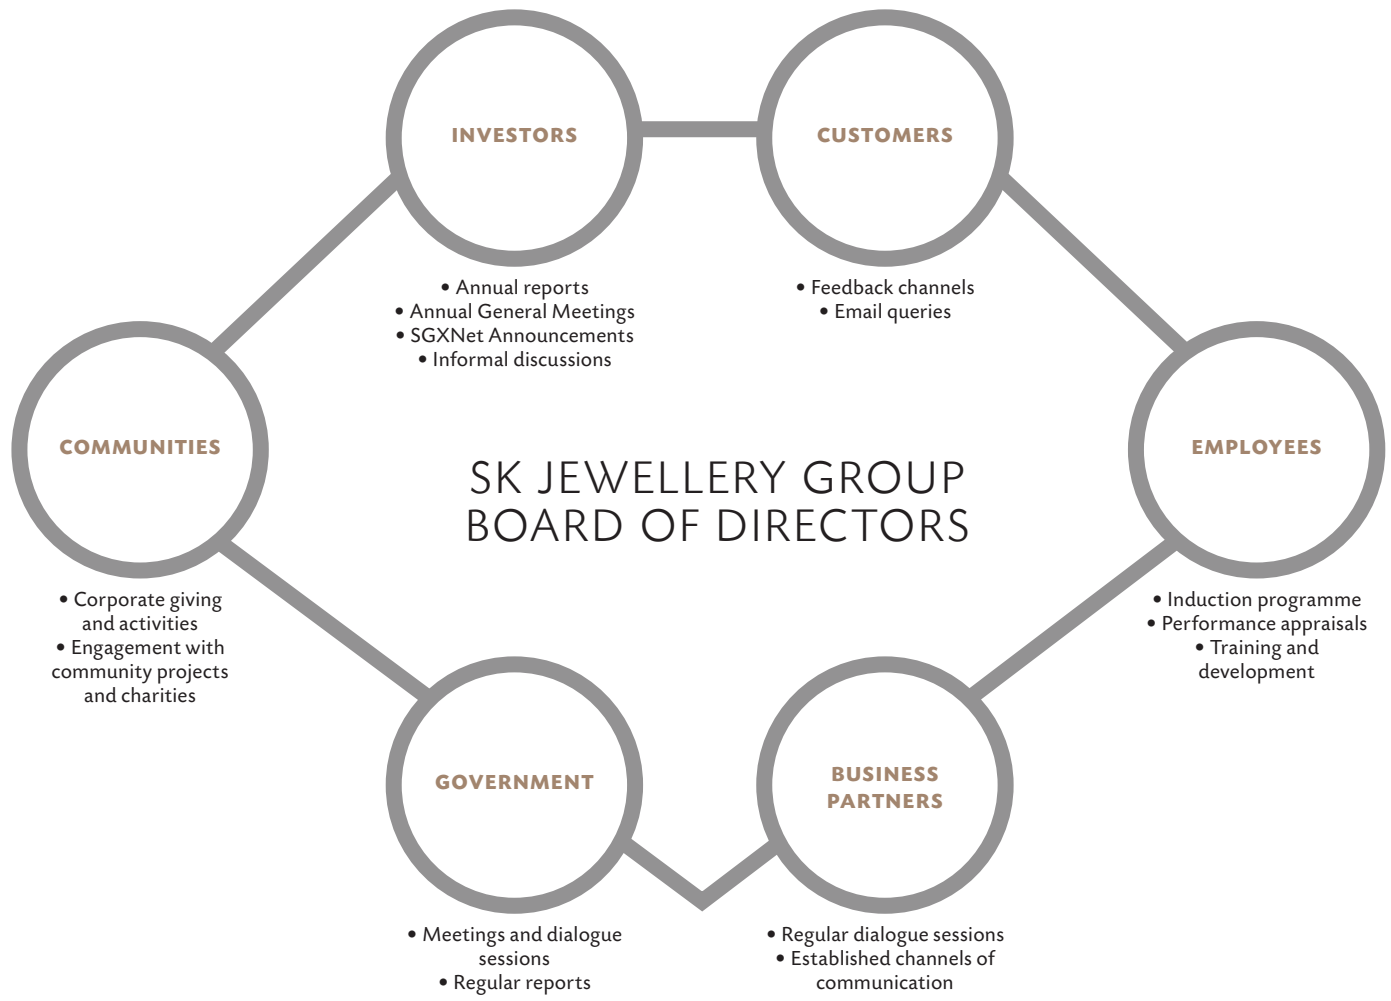 INVESTORS
• Annual reports
• Annual General Meetings
• SGXNet Announcements
• Informal discussions
CUSTOMERS
• Feedback channels
• Email queries
COMMUNITIES
• Corporate giving
and activities
• Engagement with
community projects
and charities
SK JEWELLERY GROUP
BOARD OF DIRECTORS
EMPLOYEES
• Induction programme
• Performance appraisals
• Training and
development
GOVERNMENT
• Meetings and dialogue
sessions
• Regular reports
BUSINESS
PARTNERS
• Regular dialogue sessions
• Established channels of
communication